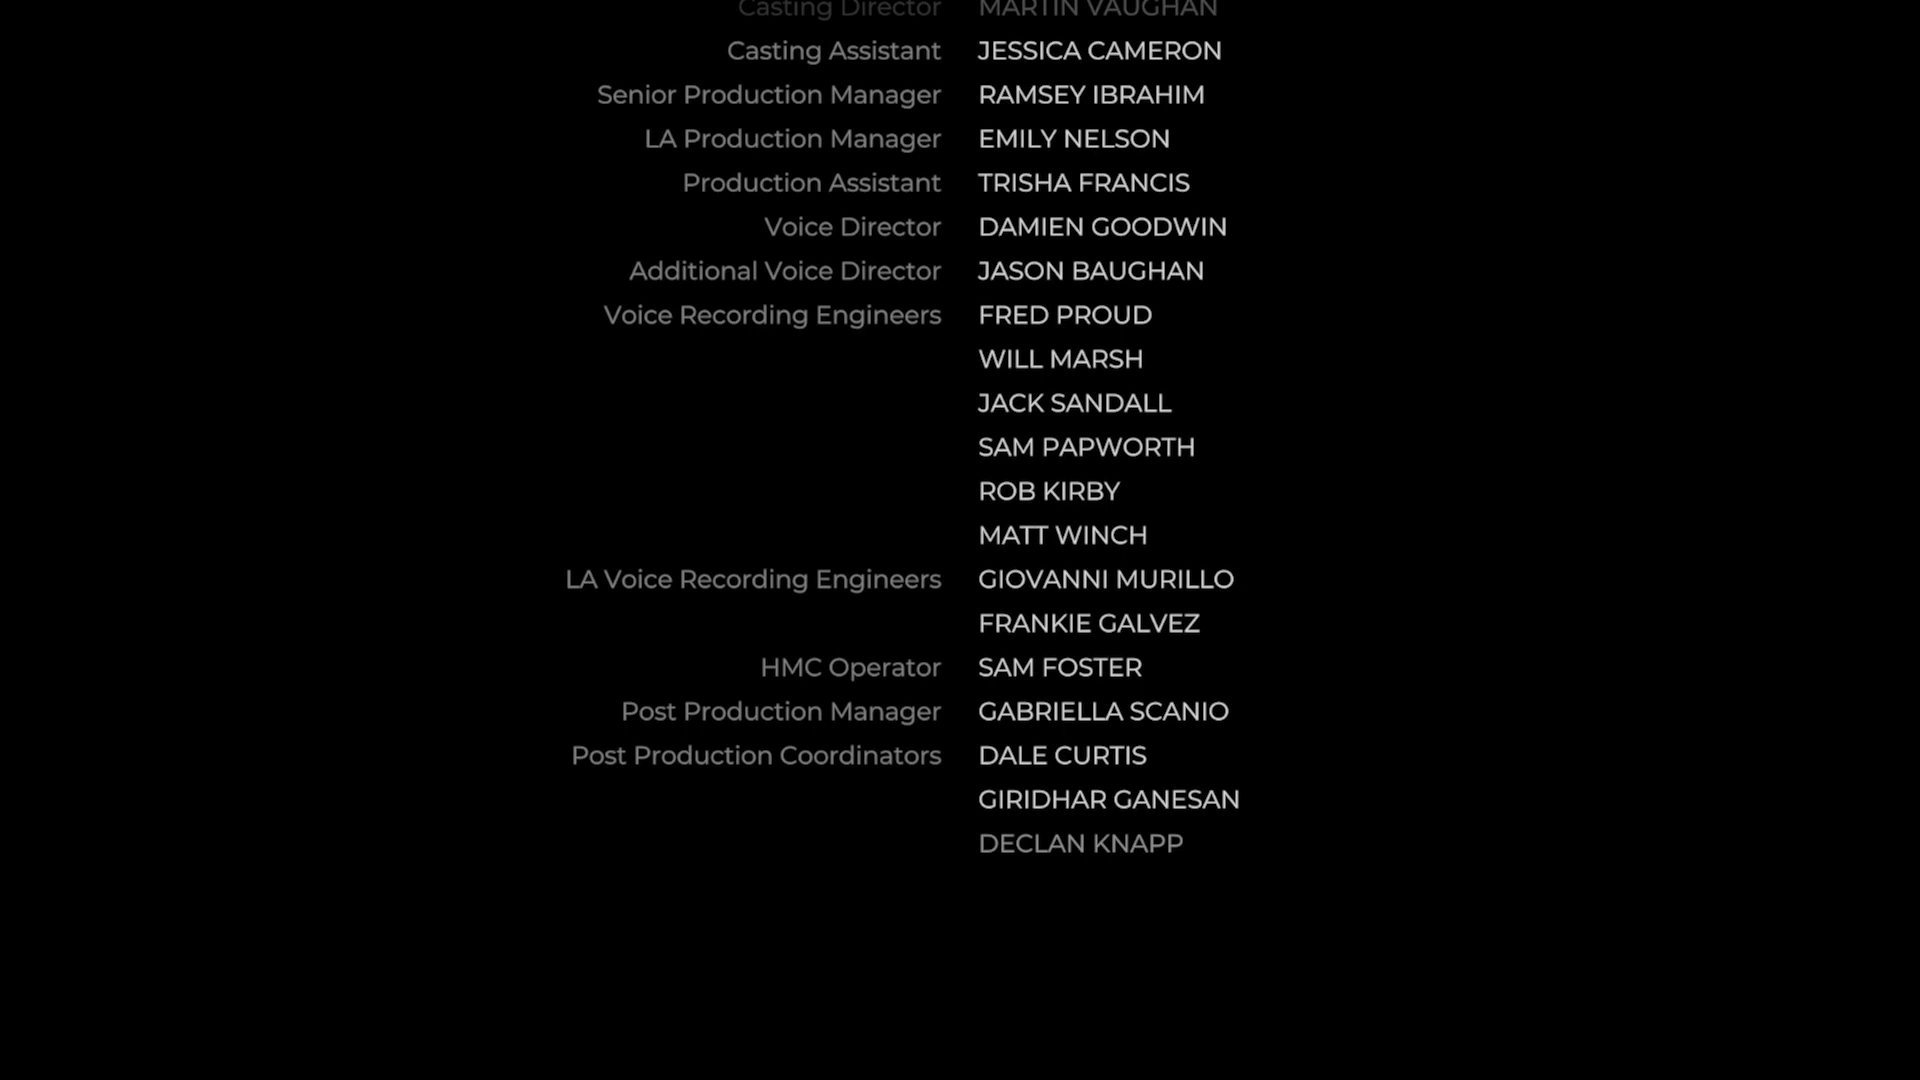 Casting Director MARTIN VAUGHAN
Casting Assistant JESSICA CAMERON
Senior Production Manager RAMSEY IBRAHIM
LA Production Manager EMILY NELSON
Production Assistant TRISHA FRANCIS
Voice Director DAMIEN GOODWIN
Additional Voice Director JASON BAUGHAN
Voice Recording Engineers FRED PROUD
WILL MARSH
JACK SANDALL
SAM PAPWORTH
ROB KIRBY
MATT WINCH
LA Voice Recording Engineers GIOVANNI MURILLO
FRANKIE GALVEZ
HMC Operator SAM FOSTER
Post Production Manager GABRIELLA SCANIO
Post Production Coordinators DALE CURTIS
GIRIDHAR GANESAN
DECLAN KNAPP